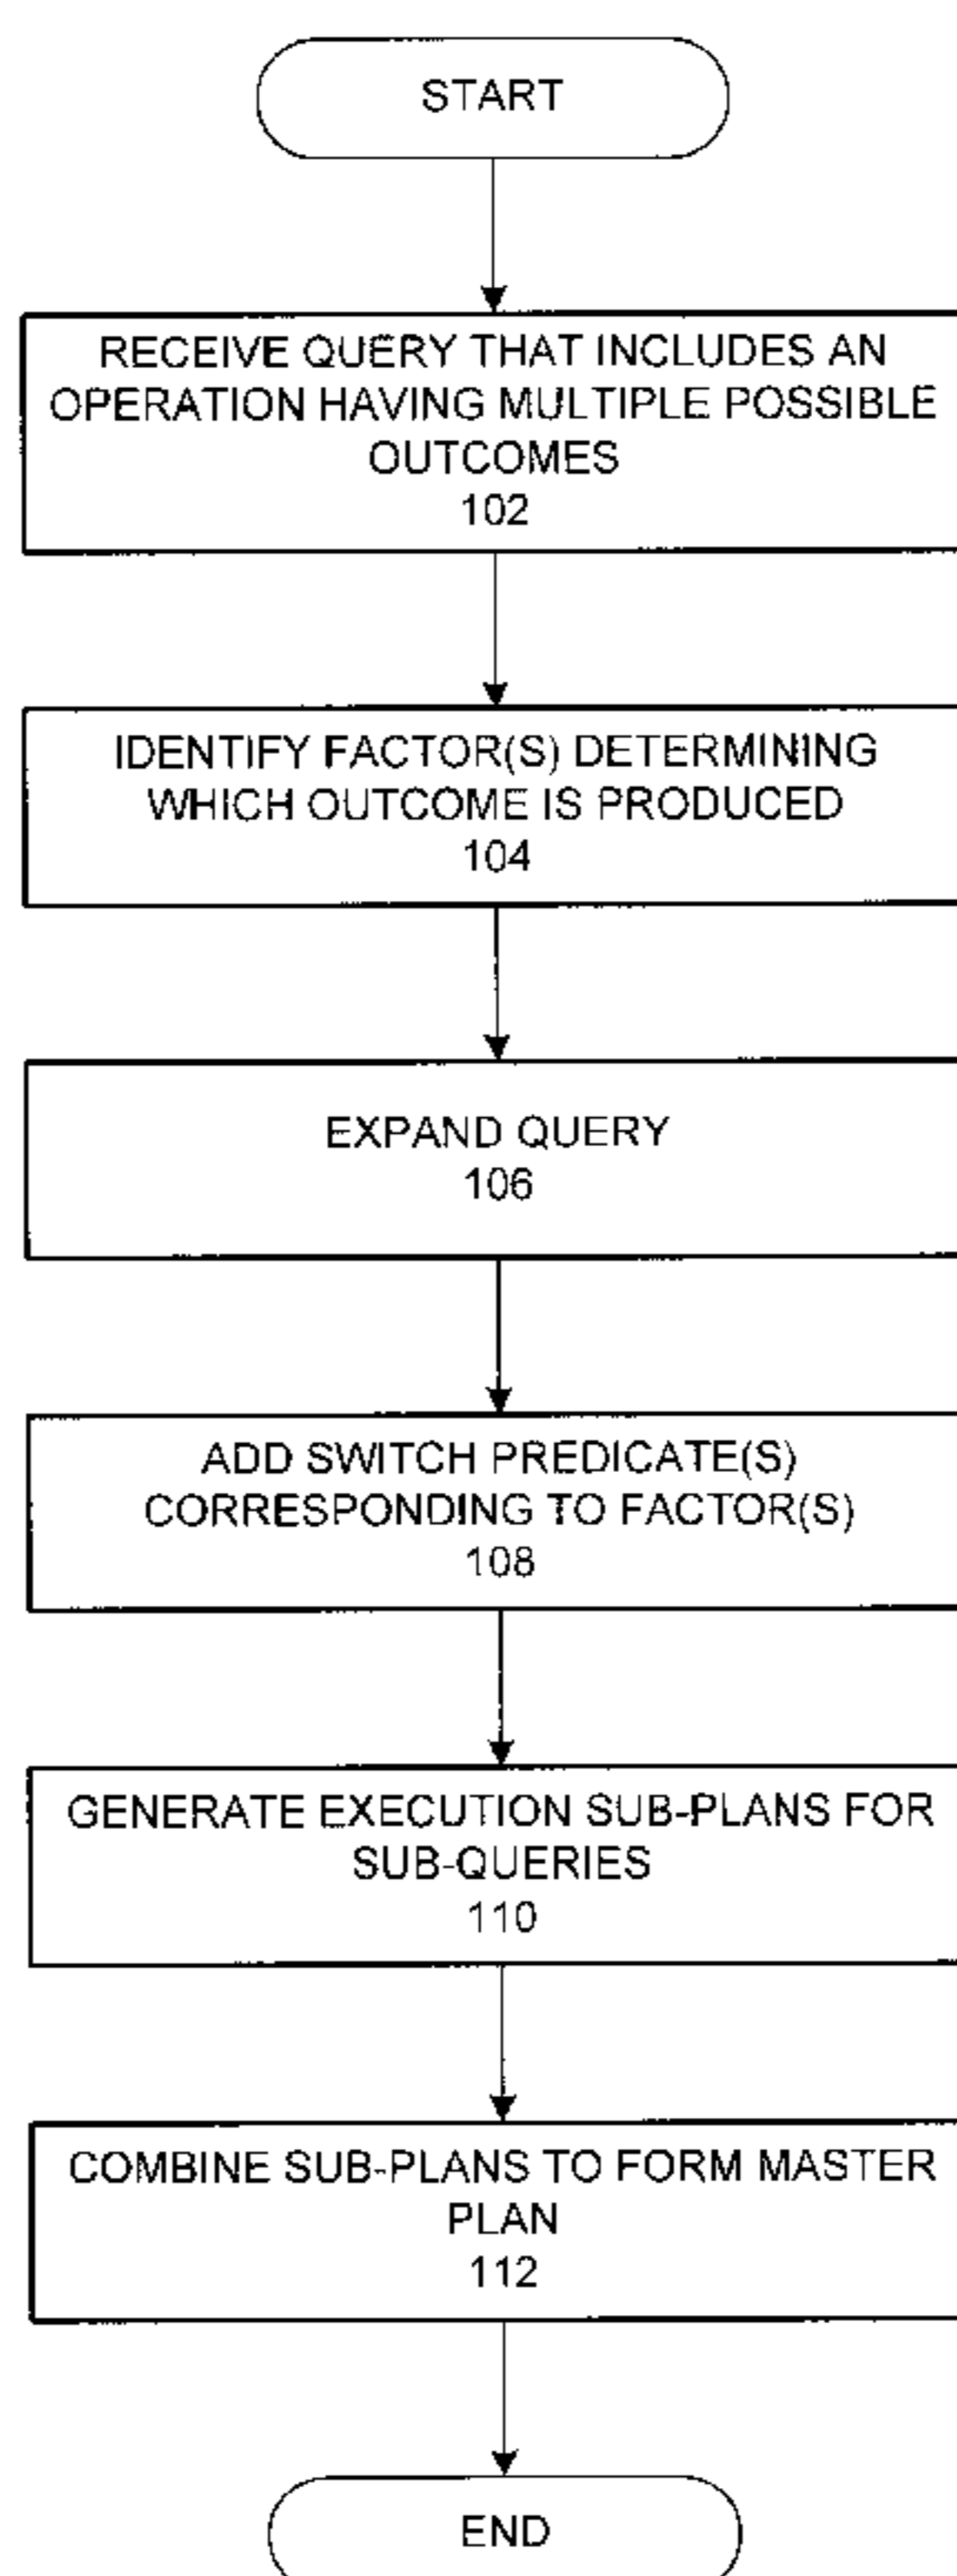 START
RECEIVE QUERY THAT INCLUDES AN
OPERATION HAVING MULTIPLE POSSIBLE
OUTCOMES
102
IDENTIFY FACTOR(S) DETERMINING
WHICH OUTCOME IS PRODUCED
104
EXPAND QUERY
106
ADD SWITCH PREDICATE(S)
CORRESPONDING TO FACTOR(S)
108
GENERATE EXECUTION SUB-PLANS FOR
SUB-QUERIES
110
COMBINE SUB-PLANS TO FORM MASTER
PLAN
112
END